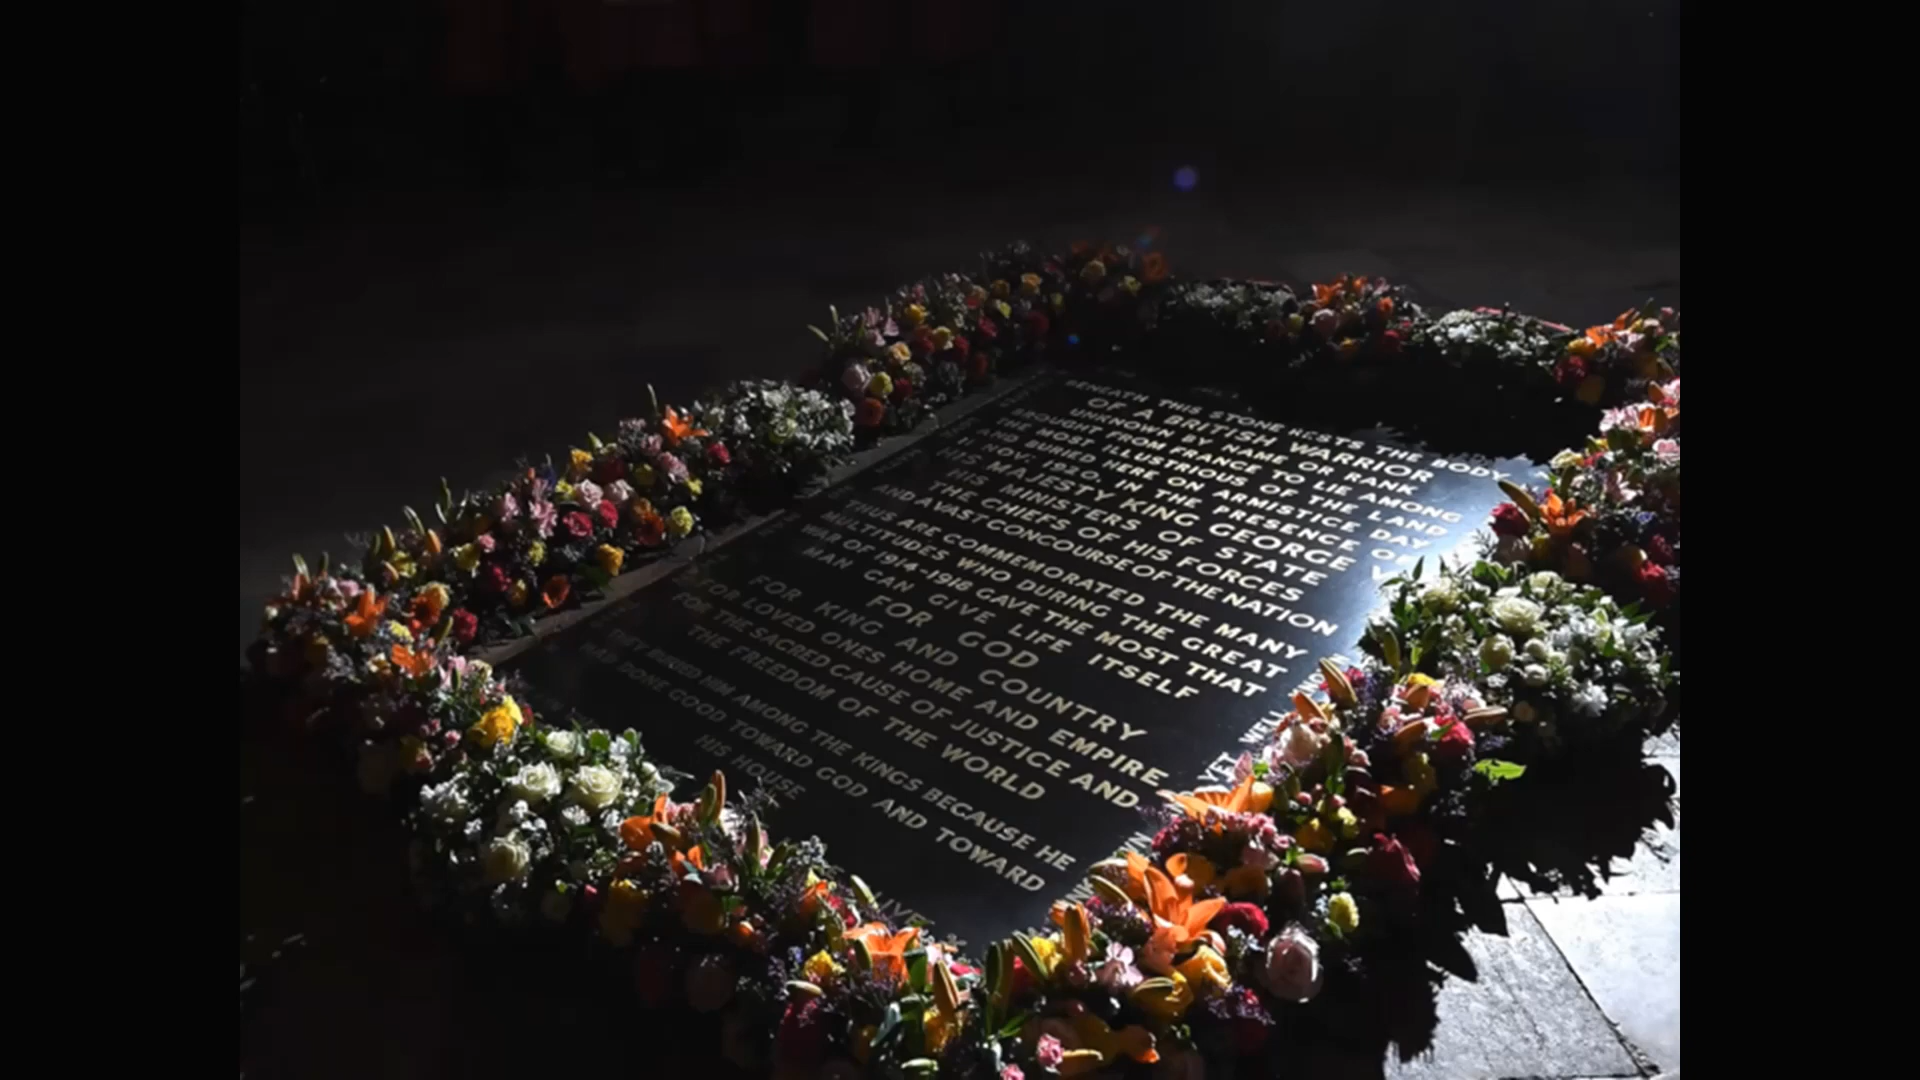 BENEATH THIS STONE RESTS THE BODY
OF A BRITISH WARRIOR
UNKNOWN BY NAME OR RANK
BROUGHT FROM FRANCE TO LIE AMONG
THE MOST ILLUSTRIOUS OF THE LAND
AND BURIED HERE ON ARMISTICE DAY
11 NOV: 1920, IN THE PRESENCE OF
HIS MAJESTY KING GEORGE V
HIS MINISTERS OF STATE
THE CHIEFS OF HIS FORCES
AND A VAST CONCOURSE OF THE NATION
THUS ARE COMMEMORATED THE MANY
MULTITUDES WHO DURING THE GREAT
WAR OF 1914-1918 GAVE THE MOST THAT
MAN CAN GIVE LIFE ITSELF
FOR GOD
FOR KING AND COUNTRY
FOR LOVED ONES HOME AND EMPIRE
FOR THE SACRED CAUSE OF JUSTICE AND
THE FREEDOM OF THE WORLD
THEY BURIED HIM AMONG THE KINGS BECAUSE HE
HAD DONE GOOD TOWARD GOD AND TOWARD
HIS HOUSE
YET WELL
LIVE